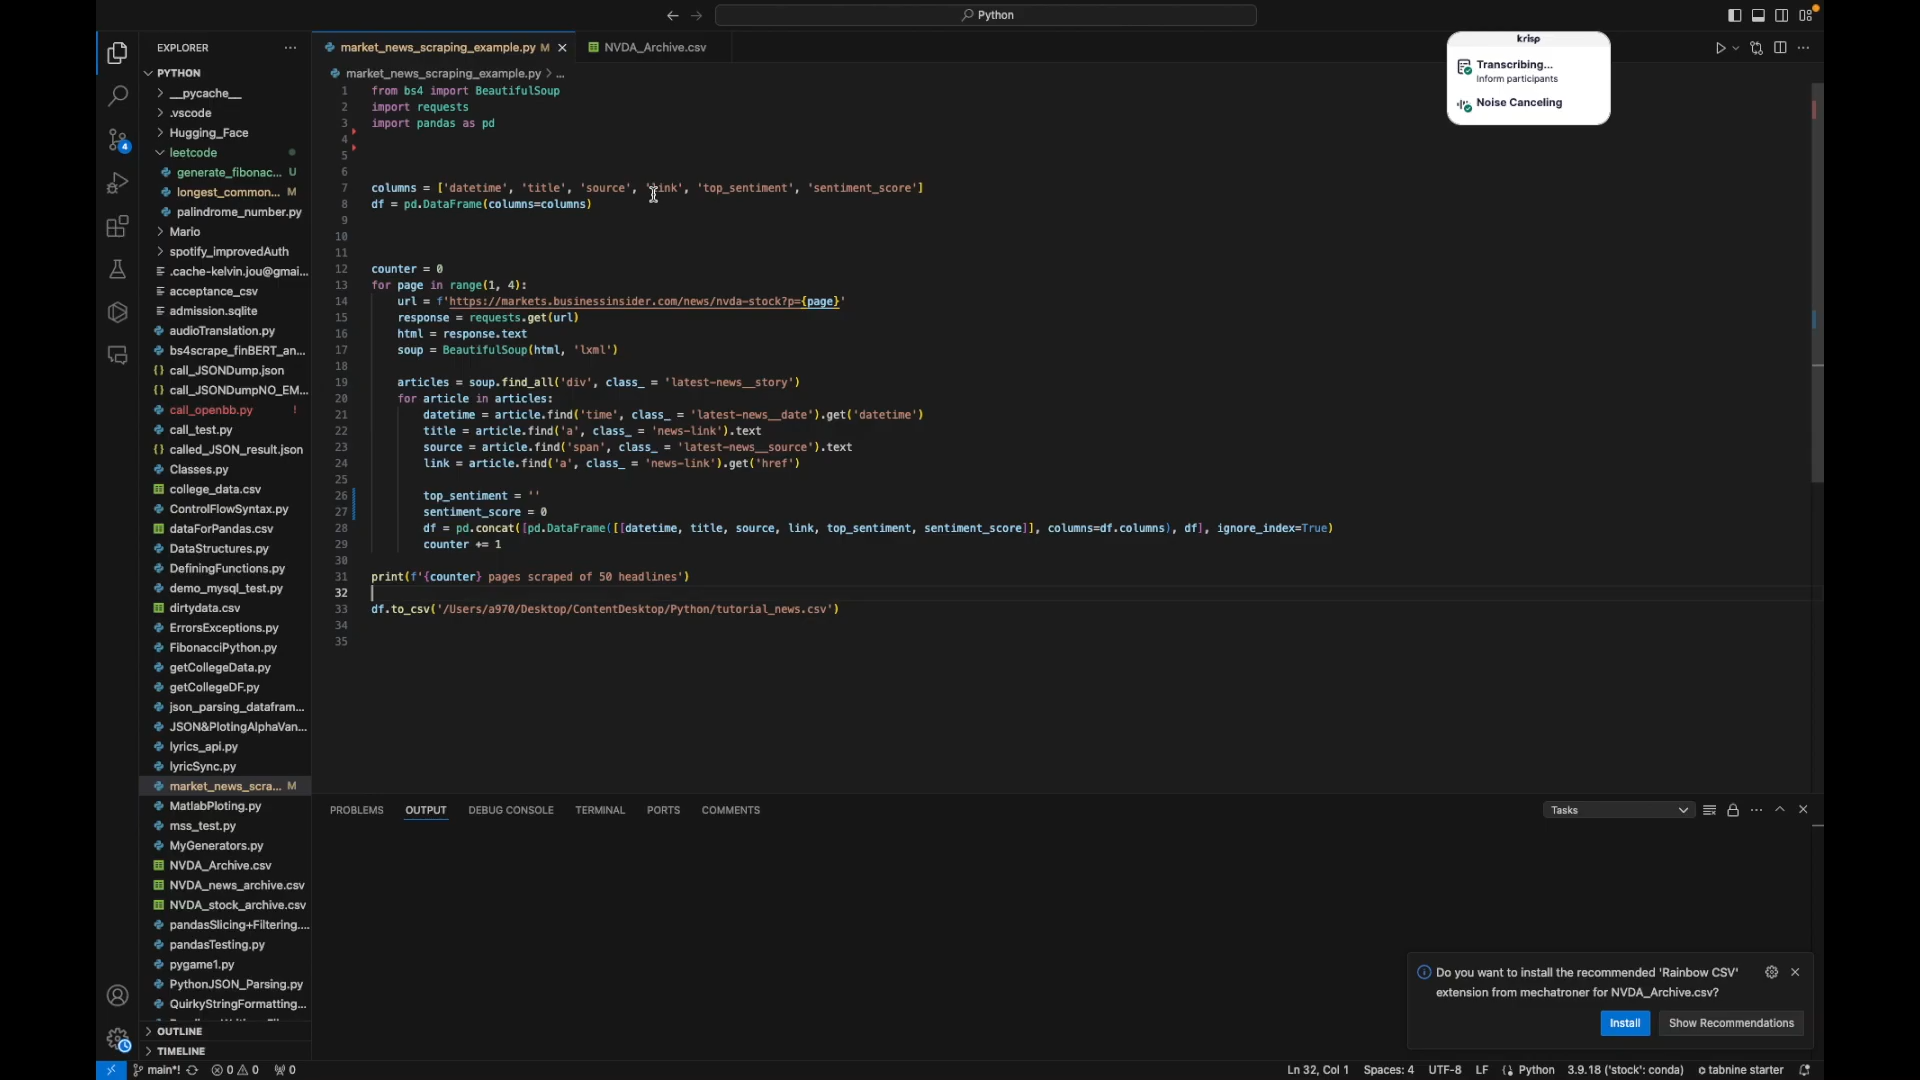 Python
krisp
Transcribing...
Inform participants
Noise Canceling
EXPLORER
PYTHON
__pycache__
.vscode
Hugging_Face
leetcode
generate_fibonac... U
longest_common... M
palindrome_number.py
Mario
spotify_improvedAuth
.cache-kelvin.jou@gmai...
acceptance_csv
admission.sqlite
audioTranslation.py
bs4scrape_finBERT_an...
call_JSONDump.json
call_JSONDumpNO_EM...
call_openbb.py !
call_test.py
called_JSON_result.json
Classes.py
college_data.csv
ControlFlowSyntax.py
dataForPandas.csv
DataStructures.py
DefiningFunctions.py
demo_mysql_test.py
dirtydata.csv
ErrorsExceptions.py
FibonacciPython.py
getCollegeData.py
getCollegeDF.py
json_parsing_datafram...
JSON&PlotingAlphaVan...
lyrics_api.py
lyricSync.py
market_news_scra... M
MatlabPloting.py
mss_test.py
MyGenerators.py
NVDA_Archive.csv
NVDA_news_archive.csv
NVDA_stock_archive.csv
pandasSlicing+Filtering....
pandasTesting.py
pygame1.py
PythonJSON_Parsing.py
QuirkyStringFormatting...
OUTLINE
TIMELINE
market_news_scraping_example.py M
NVDA_Archive.csv
market_news_scraping_example.py > ...
1 from bs4 import BeautifulSoup
2 import requests
3 import pandas as pd
4
5
6
7 columns = ['datetime', 'title', 'source', 'link', 'top_sentiment', 'sentiment_score']
8 df = pd.DataFrame(columns=columns)
9
10
11
12 counter = 0
13 for page in range(1, 4):
14 url = f'https://markets.businessinsider.com/news/nvda-stock?p={page}'
15 response = requests.get(url)
16 html = response.text
17 soup = BeautifulSoup(html, 'lxml')
18
19 articles = soup.find_all('div', class_ = 'latest-news__story')
20 for article in articles:
21 datetime = article.find('time', class_ = 'latest-news__date').get('datetime')
22 title = article.find('a', class_ = 'news-link').text
23 source = article.find('span', class_ = 'latest-news__source').text
24 link = article.find('a', class_ = 'news-link').get('href')
25
26 top_sentiment = ''
27 sentiment_score = 0
28 df = pd.concat([pd.DataFrame([[datetime, title, source, link, top_sentiment, sentiment_score]], columns=df.columns), df], ignore_index=True)
29 counter += 1
30
31 print(f'{counter} pages scraped of 50 headlines')
32
33 df.to_csv('/Users/a970/Desktop/ContentDesktop/Python/tutorial_news.csv')
34
35
PROBLEMS OUTPUT DEBUG CONSOLE TERMINAL PORTS COMMENTS
Tasks
Do you want to install the recommended 'Rainbow CSV'
extension from mechatroner for NVDA_Archive.csv?
Install Show Recommendations
4
main*! 0 0 0
Ln 32, Col 1 Spaces: 4 UTF-8 LF Python 3.9.18 ('stock': conda) tabnine starter